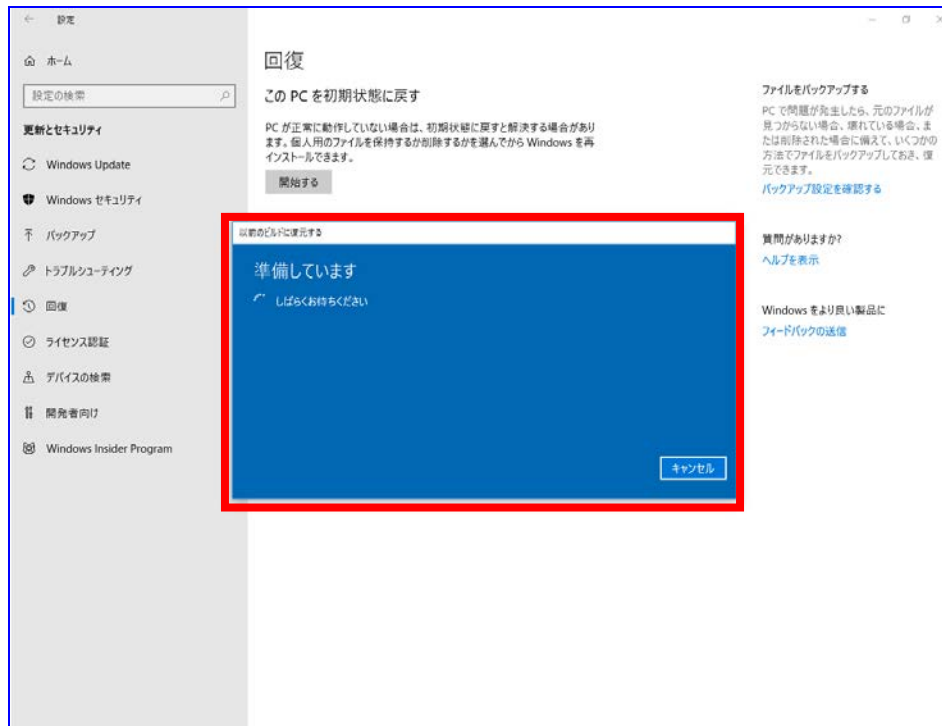 設定
ホーム
設定の検索
更新とセキュリティ
Windows Update
Windows セキュリティ
バックアップ
トラブルシューティング
回復
ライセンス認証
デバイスの検索
開発者向け
Windows Insider Program
回復
この PC を初期状態に戻す
PC が正常に動作していない場合は、初期状態に戻すと解決する場合があり
ます。個人用のファイルを保持するか削除するかを選んでから Windows を再
インストールできます。
開始する
以前のビルドに復元する
準備しています
しばらくお待ちください
キャンセル
ファイルをバックアップする
PC で問題が発生したら、元のファイルが
見つからない場合、壊れている場合、ま
たは削除された場合に備えて、いくつかの
方法でファイルをバックアップしておき、復
元できます。
バックアップ設定を確認する
質問がありますか?
ヘルプを表示
Windows をより良い製品に
フィードバックの送信